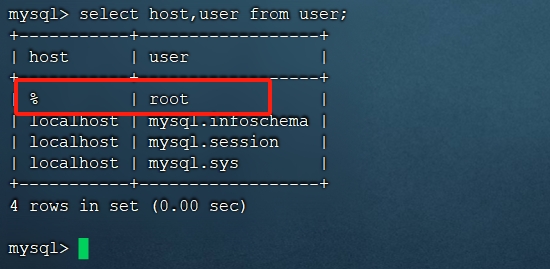 mysql> select host,user from user;
+-----------+------------------+
| host      | user             |
+-----------+------------------+
| %         | root             |
| localhost | mysql.infoschema |
| localhost | mysql.session    |
| localhost | mysql.sys        |
+-----------+------------------+
4 rows in set (0.00 sec)
mysql>